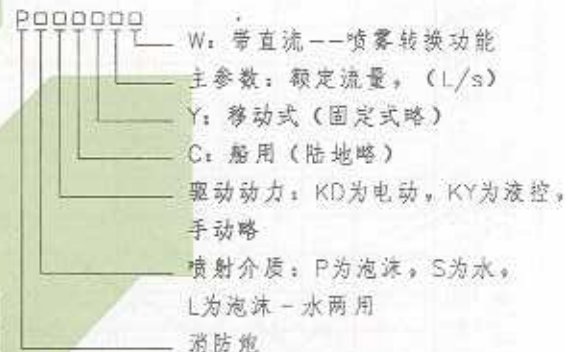 P□□□□□□
W：带直流--喷雾转换功能
主参数：额定流量，（L/s）
Y：移动式（固定式略）
C：船用（陆地略）
驱动动力：KD为电动，KY为液控，
手动略
喷射介质：P为泡沫，S为水，
L为泡沫-水两用
消防炮